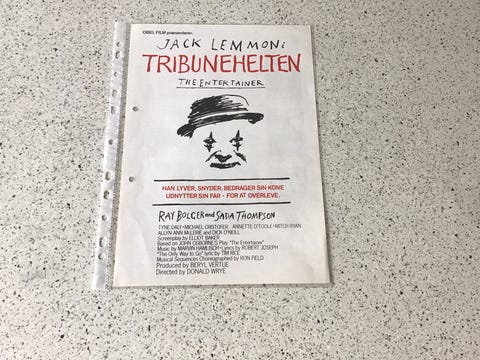 OBEL FILM præsenterer:
JACK LEMMON i
TRIBUNEHELTEN
THE ENTERTAINER
HAN LYVER, SNYDER, BEDRAGER SIN KONE
UDNYTTER SIN FAR - FOR AT OVERLEVE.
RAY BOLGER and SADA THOMPSON
TYNE DALY • MICHAEL CRISTOFER ANNETTE O'TOOLE • MITCH RYAN
ALLYN ANN McLERIE and DICK O'NEILL
Screenplay by ELLIOT BAKER
Based on JOHN OSBORNE'S Play "The Entertainer"
Music by MARVIN HAMLISCH • Lyrics by ROBERT JOSEPH
"The Only Way to Go" lyric by TIM RICE
Musical Sequences Choreographed by RON FIELD
Produced by BERYL VERTUE
Directed by DONALD WRYE